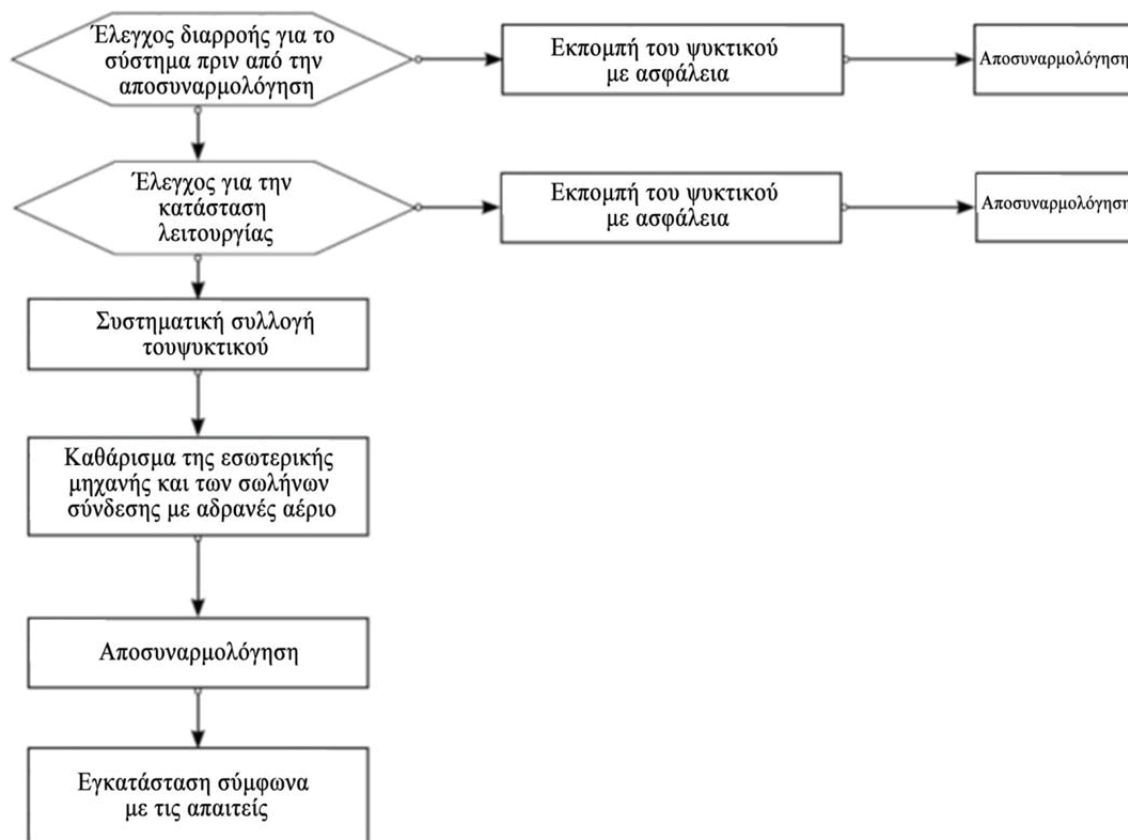 Έλεγχος διαρροής για το
σύστημα πριν από την
αποσυναρμολόγηση
Εκπομπή του ψυκτικού
με ασφάλεια
Αποσυναρμολόγηση
Έλεγχος για την
κατάσταση
λειτουργίας
Εκπομπή του ψυκτικού
με ασφάλεια
Αποσυναρμολόγηση
Συστηματική συλλογή
τουψυκτικού
Καθάρισμα της εσωτερικής
μηχανής και των σωλήνων
σύνδεσης με αδρανές αέριο
Αποσυναρμολόγηση
Εγκατάσταση σύμφωνα
με τις απαιτείς